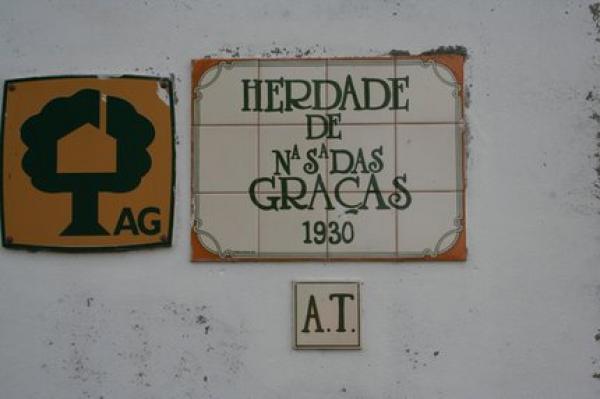 AG
HERDADE
DE
Nª Sª DAS
GRAÇAS
1930
A.T.